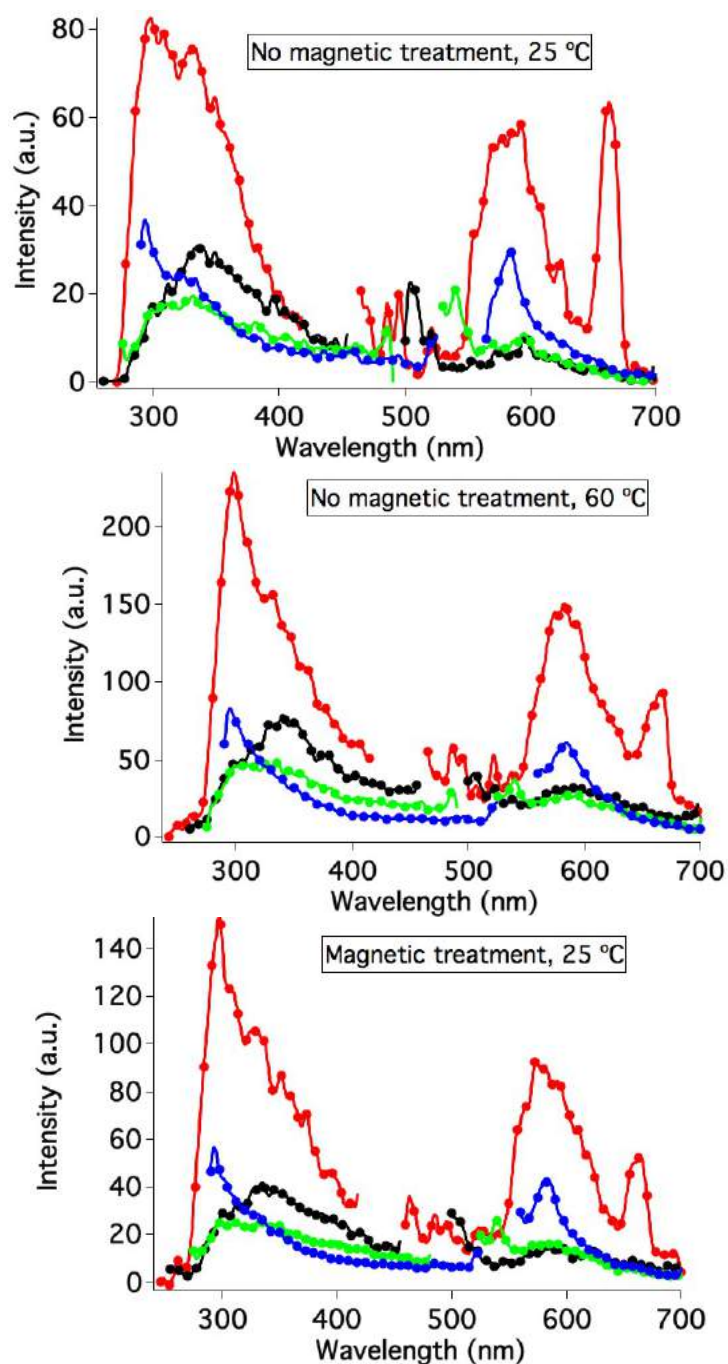 No magnetic treatment, 25 ºC
Intensity (a.u.)
80
60
40
20
0
300 400 500 600 700
Wavelength (nm)
No magnetic treatment, 60 ºC
Intensity (a.u.)
200
150
100
50
0
300 400 500 600 700
Wavelength (nm)
Magnetic treatment, 25 ºC
Intensity (a.u.)
140
120
100
80
60
40
20
0
300 400 500 600 700
Wavelength (nm)